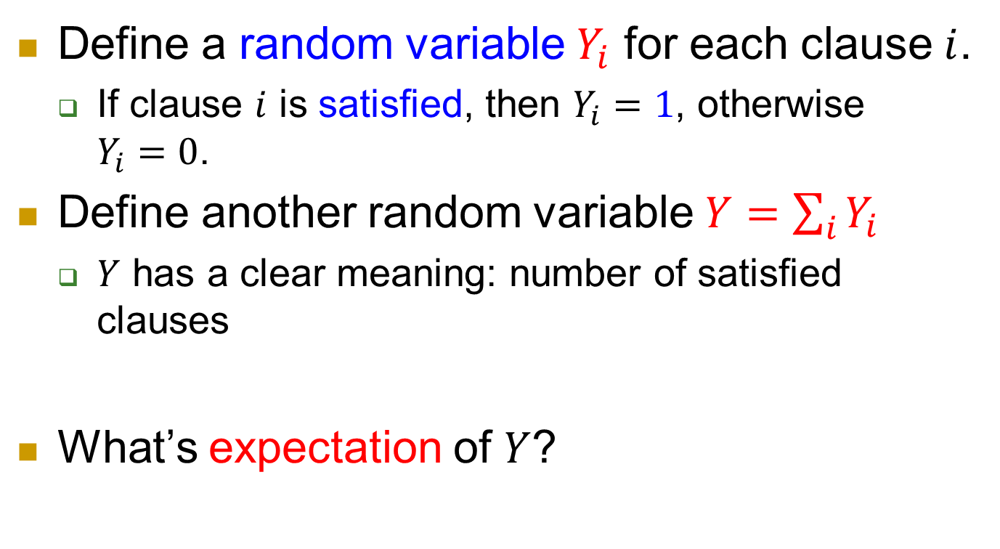 Define a random variable Y_i for each clause i.
If clause i is satisfied, then Y_i = 1, otherwise
Y_i = 0.
Define another random variable Y = ∑_i Y_i
Y has a clear meaning: number of satisfied
clauses
What’s expectation of Y?